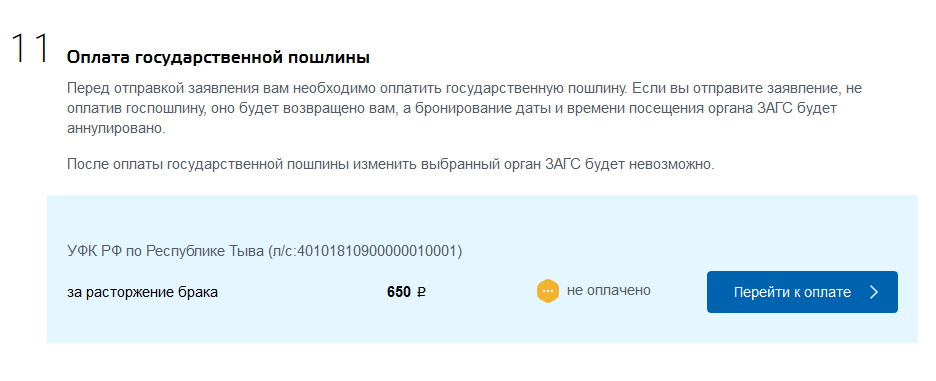 11
Оплата государственной пошлины
Перед отправкой заявления вам необходимо оплатить государственную пошлину. Если вы отправите заявление, не
оплатив госпошлину, оно будет возвращено вам, а бронирование даты и времени посещения органа ЗАГС будет
аннулировано.
После оплаты государственной пошлины изменить выбранный орган ЗАГС будет невозможно.
УФК РФ по Республике Тыва (л/с:40101810900000010001)
за расторжение брака 650 ₽ не оплачено Перейти к оплате